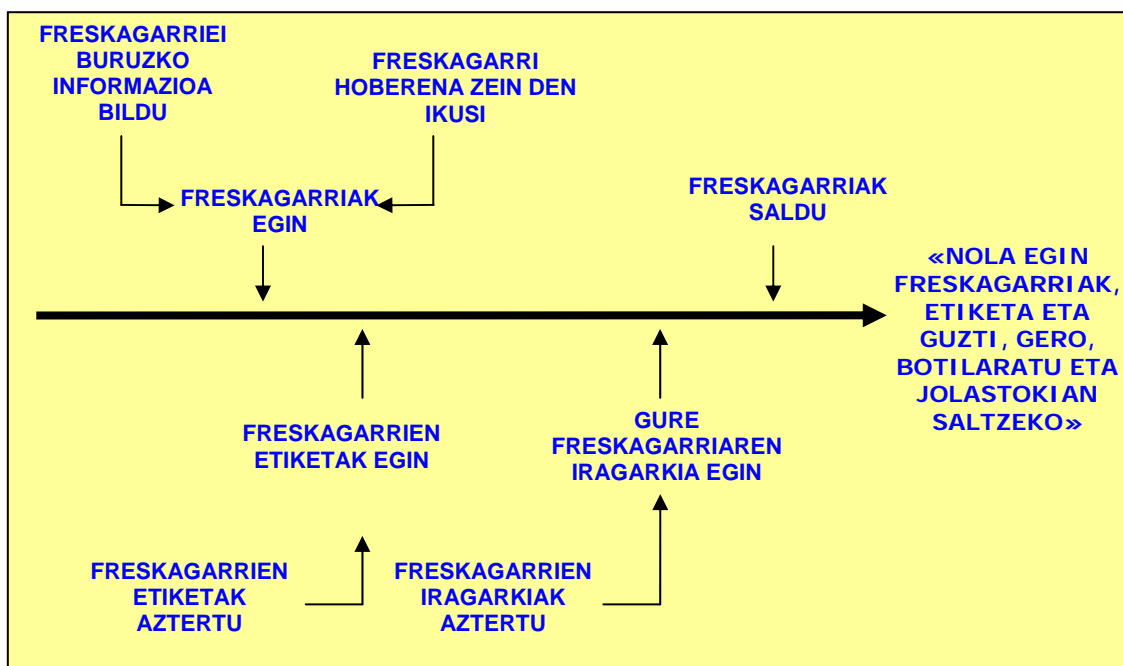 FRESKAGARRIEI
BURUZKO
INFORMAZIOA
BILDU
FRESKAGARRI
HOBERENA ZEIN DEN
IKUSI
FRESKAGARRIAK
EGIN
FRESKAGARRIAK
SALDU
«NOLA EGIN
FRESKAGARRIAK,
ETIKETA ETA
GUZTI, GERO,
BOTILARATU ETA
JOLASTOKIAN
SALTZEKO»
FRESKAGARRIEN
ETIKETAK EGIN
GURE
FRESKAGARRIAREN
IRAGARKIA EGIN
FRESKAGARRIEN
ETIKETAK
AZTERTU
FRESKAGARRIEN
IRAGARKIAK
AZTERTU